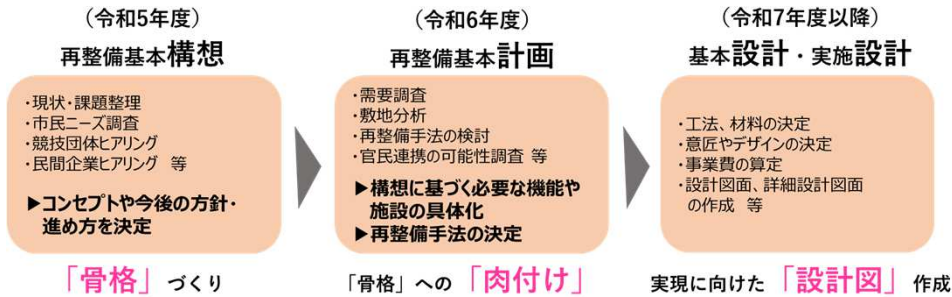 (令和5年度)
再整備基本構想
・現状・課題整理
・市民ニーズ調査
・競技団体ヒアリング
・民間企業ヒアリング 等
▶コンセプトや今後の方針・
進め方を決定
「骨格」づくり
(令和6年度)
再整備基本計画
・需要調査
・敷地分析
・再整備手法の検討
・官民連携の可能性調査 等
▶構想に基づく必要な機能や
施設の具体化
▶再整備手法の決定
「骨格」への「肉付け」
(令和7年度以降)
基本設計・実施設計
・工法、材料の決定
・意匠やデザインの決定
・事業費の算定
・設計図面、詳細設計図面
の作成 等
実現に向けた「設計図」作成